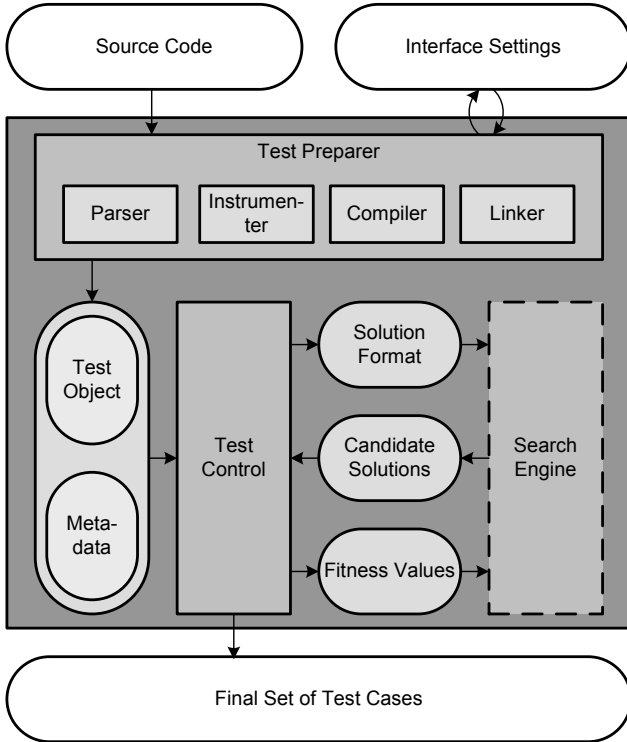 Source Code
Interface Settings
Test Preparer
Parser
Instrumen-
ter
Compiler
Linker
Test
Object
Meta-
data
Test
Control
Solution
Format
Candidate
Solutions
Fitness Values
Search
Engine
Final Set of Test Cases